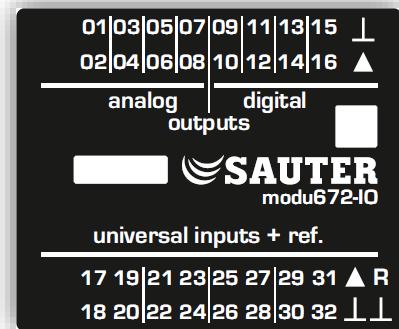 01|03|05|07|09|11|13|15 ⊥
02|04|06|08|10|12|14|16 ▲
analog digital
outputs
SAUTER
modu672-IO
universal inputs + ref.
17 19|21 23|25 27|29 31 ▲ R
18 20|22 24|26 28|30 32 ⊥⊥